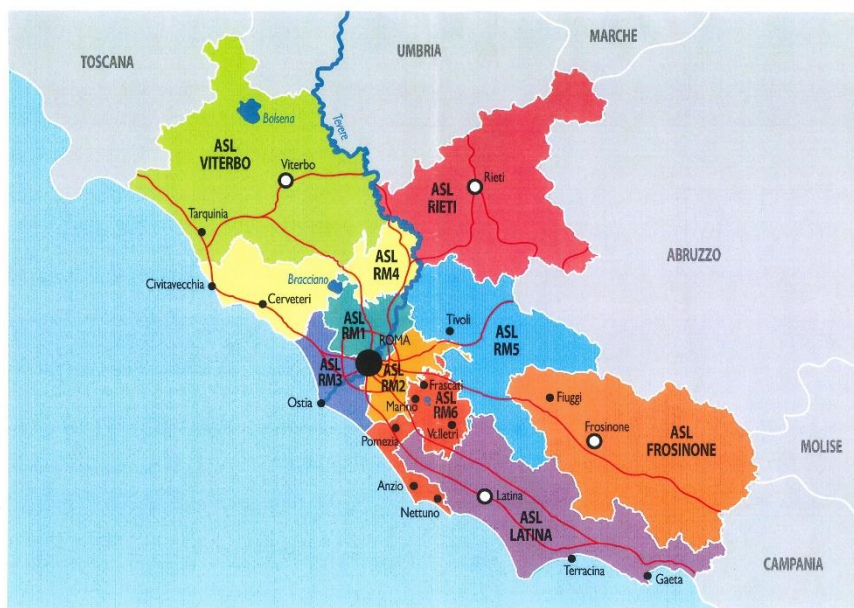 MARCHE
UMBRIA
TOSCANA
Bolsena
Tevere
ASL
VITERBO
Viterbo
ASL
RIETI
Rieti
Tarquinia
ASL
RM4
ABRUZZO
Bracciano
Civitavecchia
Cerveteri
ASL
RM1
ROMA
Tivoli
ASL
RM5
ASL
RM3
ASL
RM2
Frascati
Marino
ASL
RM6
Velletri
Ostia
Pomezia
Fiuggi
Frosinone
ASL
FROSINONE
MOLISE
Anzio
Nettuno
Latina
ASL
LATINA
Terracina
Gaeta
CAMPANIA